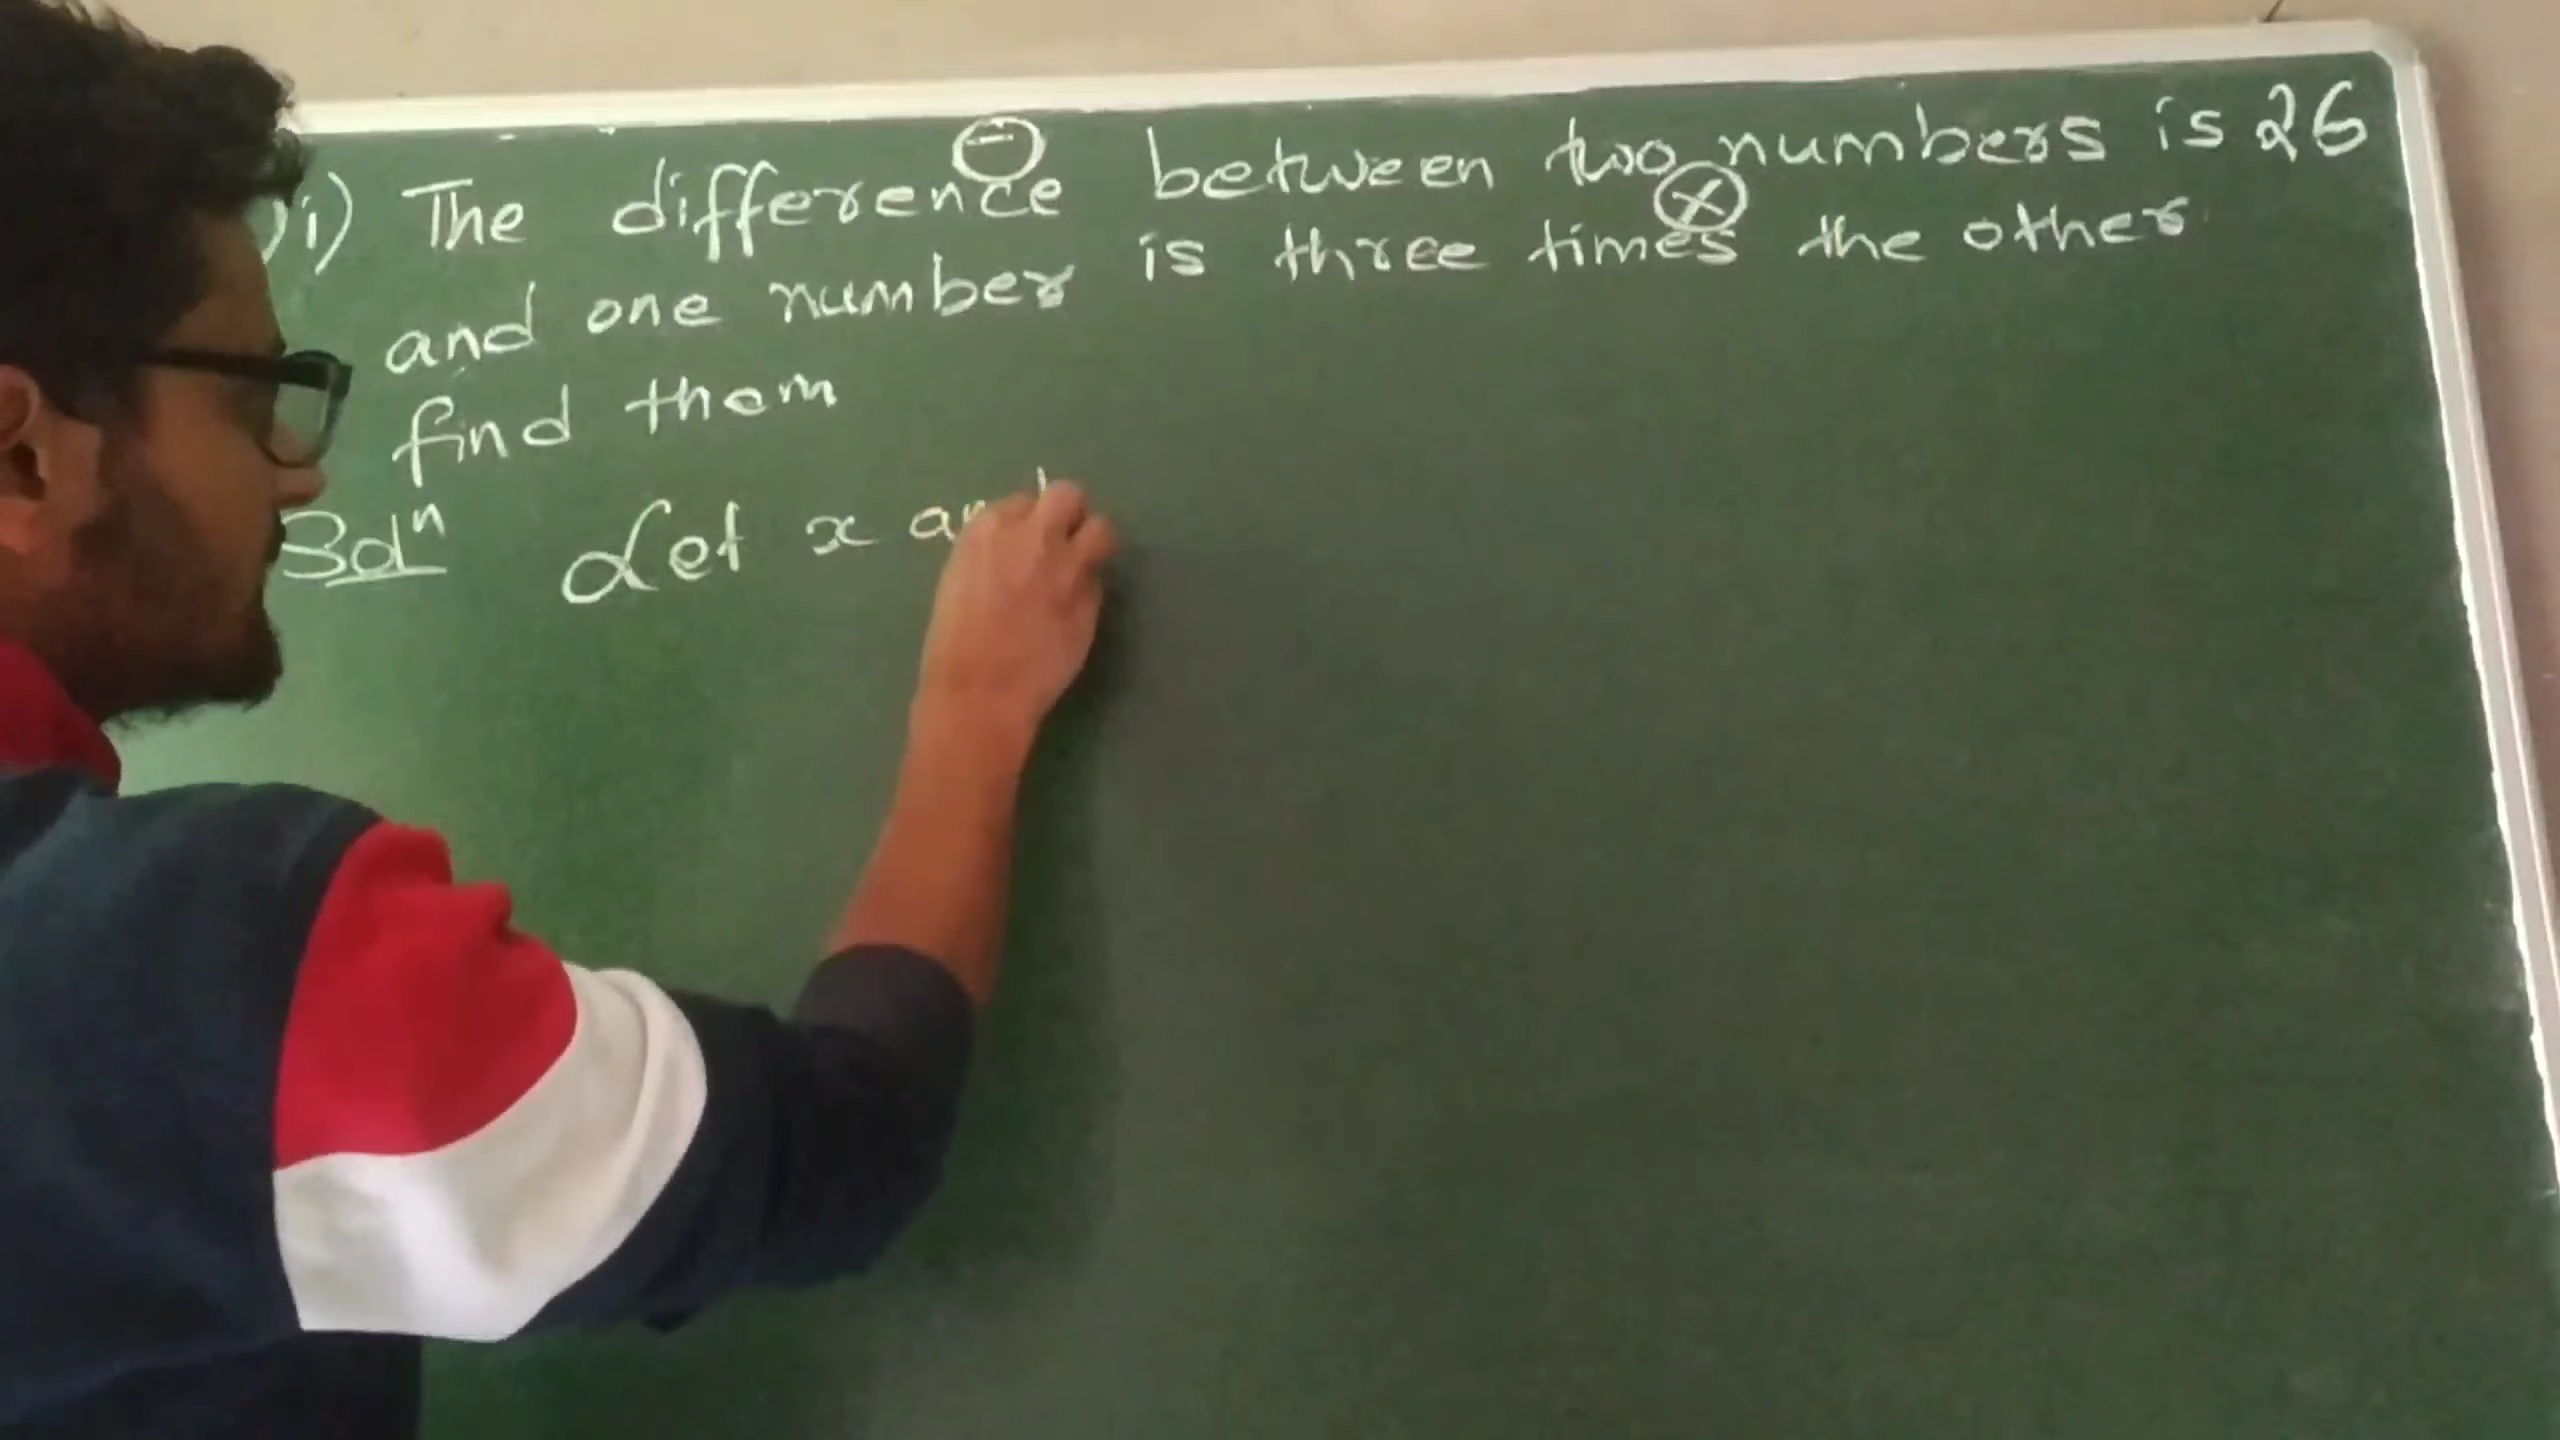 i) The difference between two numbers is 26
and one number is three times the other
find them
Solⁿ Let x and